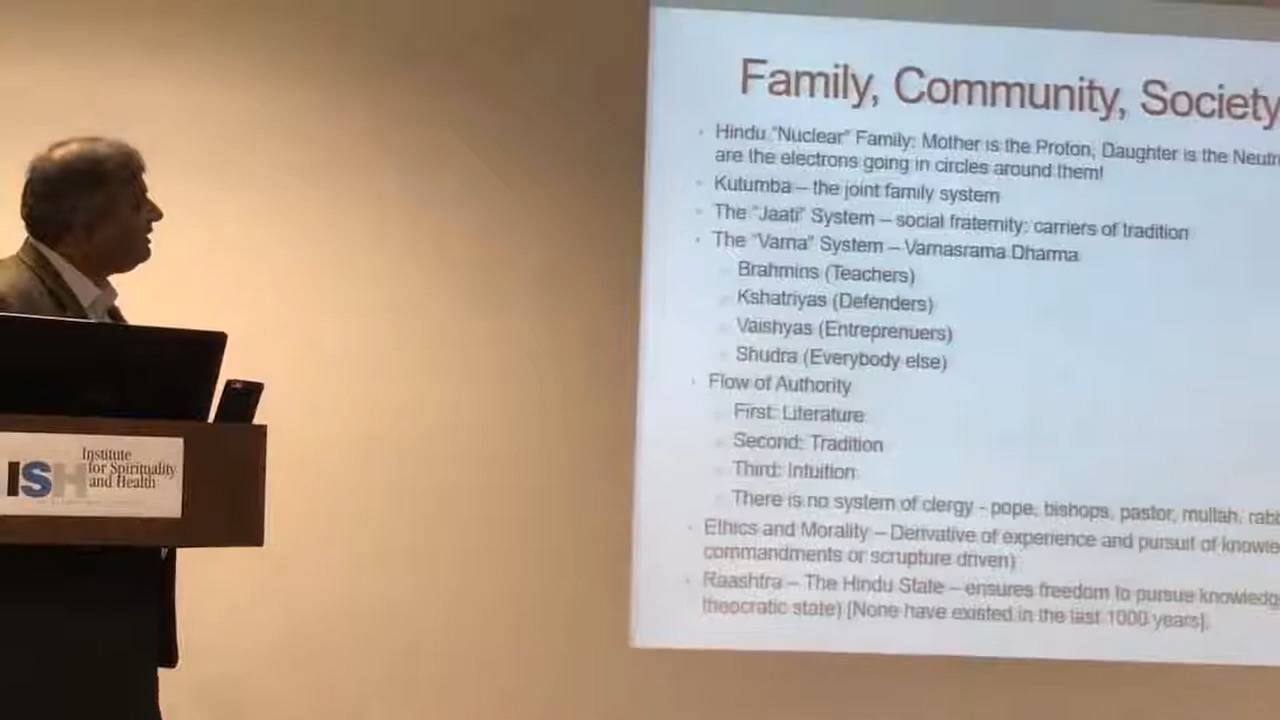 Family, Community, Society
Hindu "Nuclear" Family: Mother is the Proton, Daughter is the
are the electrons going in circles around them!
Kutumba – the joint family system
The "Jaati" System – social fraternity; carriers of tradition
The "Varna" System – Varnasrama Dharma
Brahmins (Teachers)
Kshatriyas (Defenders)
Vaishyas (Entreprenuers)
Shudra (Everybody else)
Flow of Authority
First: Literature
Second: Tradition
Third: Intuition
There is no system of clergy - pope, bishops, pastor, mullah,
Ethics and Morality – Derivative of experience and pursuit of
commandments or scrupture driven)
Raashtra – The Hindu State – ensures freedom to pursue
theocratic state) [None have existed in the last 1000 years].
ISH
Institute
for Spirituality
and Health